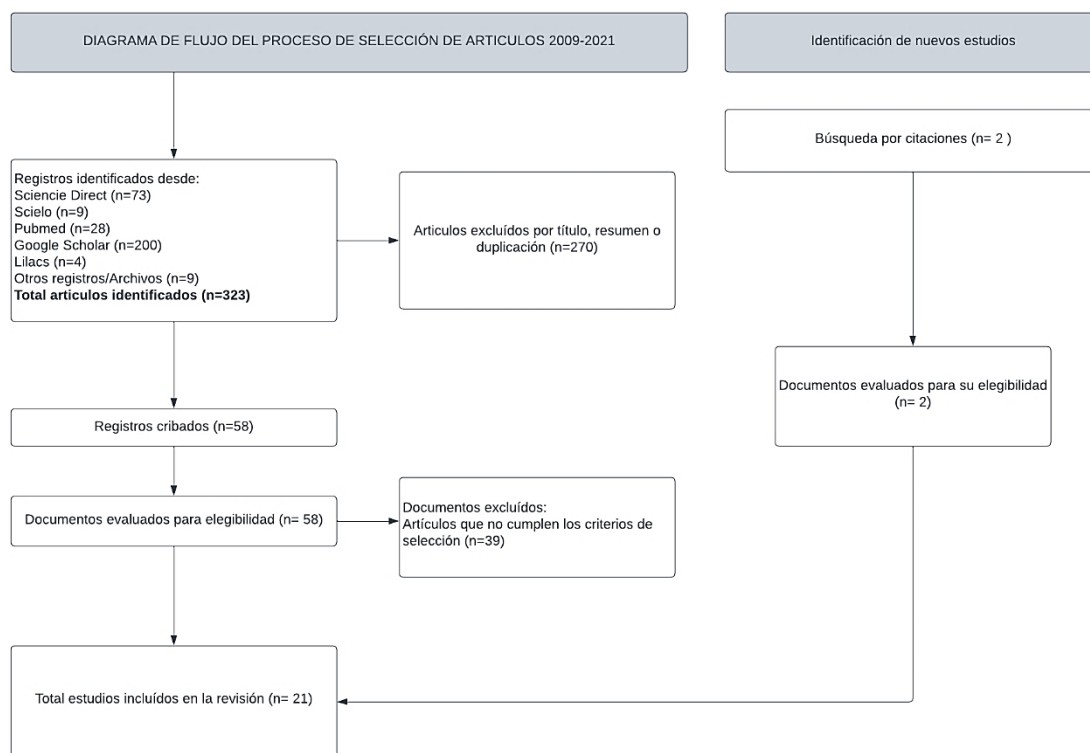 DIAGRAMA DE FLUJO DEL PROCESO DE SELECCIÓN DE ARTICULOS 2009-2021
Identificación de nuevos estudios
Búsqueda por citaciones (n= 2 )
Registros identificados desde:
Sciencie Direct (n=73)
Scielo (n=9)
Pubmed (n=28)
Google Scholar (n=200)
Lilacs (n=4)
Otros registros/Archivos (n=9)
Total articulos identificados (n=323)
Articulos excluídos por título, resumen o
duplicación (n=270)
Documentos evaluados para su elegibilidad
(n= 2)
Registros cribados (n=58)
Documentos evaluados para elegibilidad (n= 58)
Documentos excluídos:
Artículos que no cumplen los criterios de
selección (n=39)
Total estudios incluídos en la revisión (n= 21)